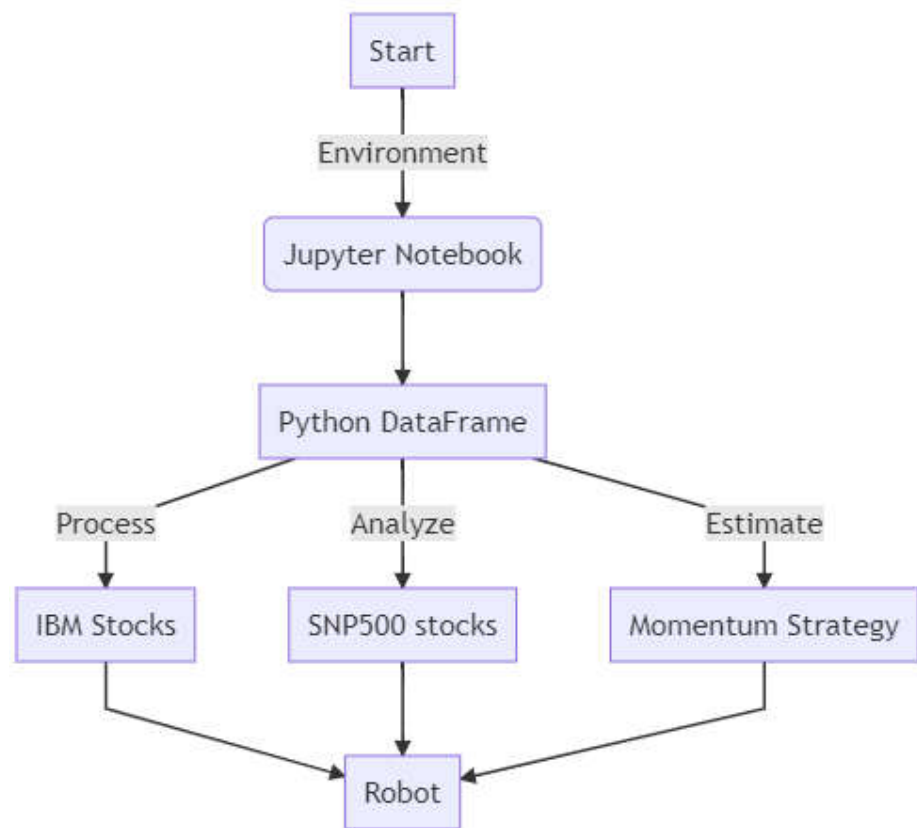 Start
Environment
Jupyter Notebook
Python DataFrame
Process
Analyze
Estimate
IBM Stocks
SNP500 stocks
Momentum Strategy
Robot